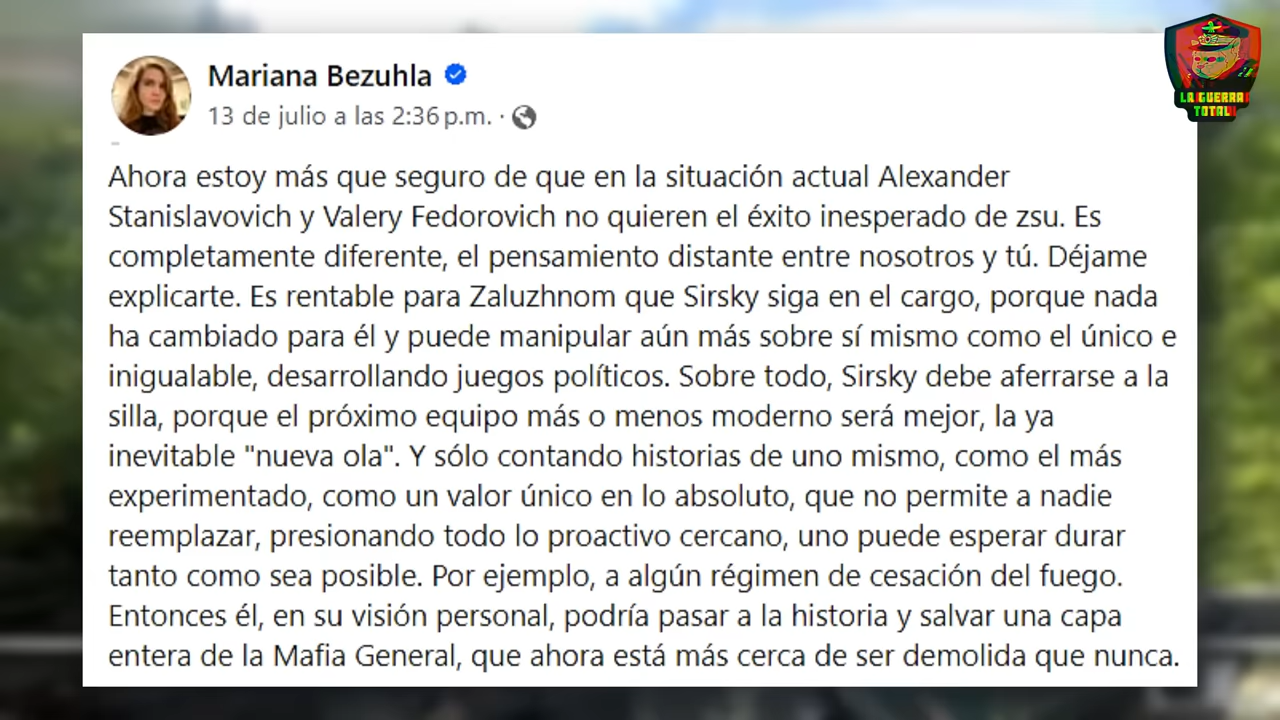 Mariana Bezuhla
13 de julio a las 2:36 p.m. ·
LA GUERRA
TOTAL
Ahora estoy más que seguro de que en la situación actual Alexander
Stanislavovich y Valery Fedorovich no quieren el éxito inesperado de zsu. Es
completamente diferente, el pensamiento distante entre nosotros y tú. Déjame
explicarte. Es rentable para Zaluzhnom que Sirsky siga en el cargo, porque nada
ha cambiado para él y puede manipular aún más sobre sí mismo como el único e
inigualable, desarrollando juegos políticos. Sobre todo, Sirsky debe aferrarse a la
silla, porque el próximo equipo más o menos moderno será mejor, la ya
inevitable "nueva ola". Y sólo contando historias de uno mismo, como el más
experimentado, como un valor único en lo absoluto, que no permite a nadie
reemplazar, presionando todo lo proactivo cercano, uno puede esperar durar
tanto como sea posible. Por ejemplo, a algún régimen de cesación del fuego.
Entonces él, en su visión personal, podría pasar a la historia y salvar una capa
entera de la Mafia General, que ahora está más cerca de ser demolida que nunca.